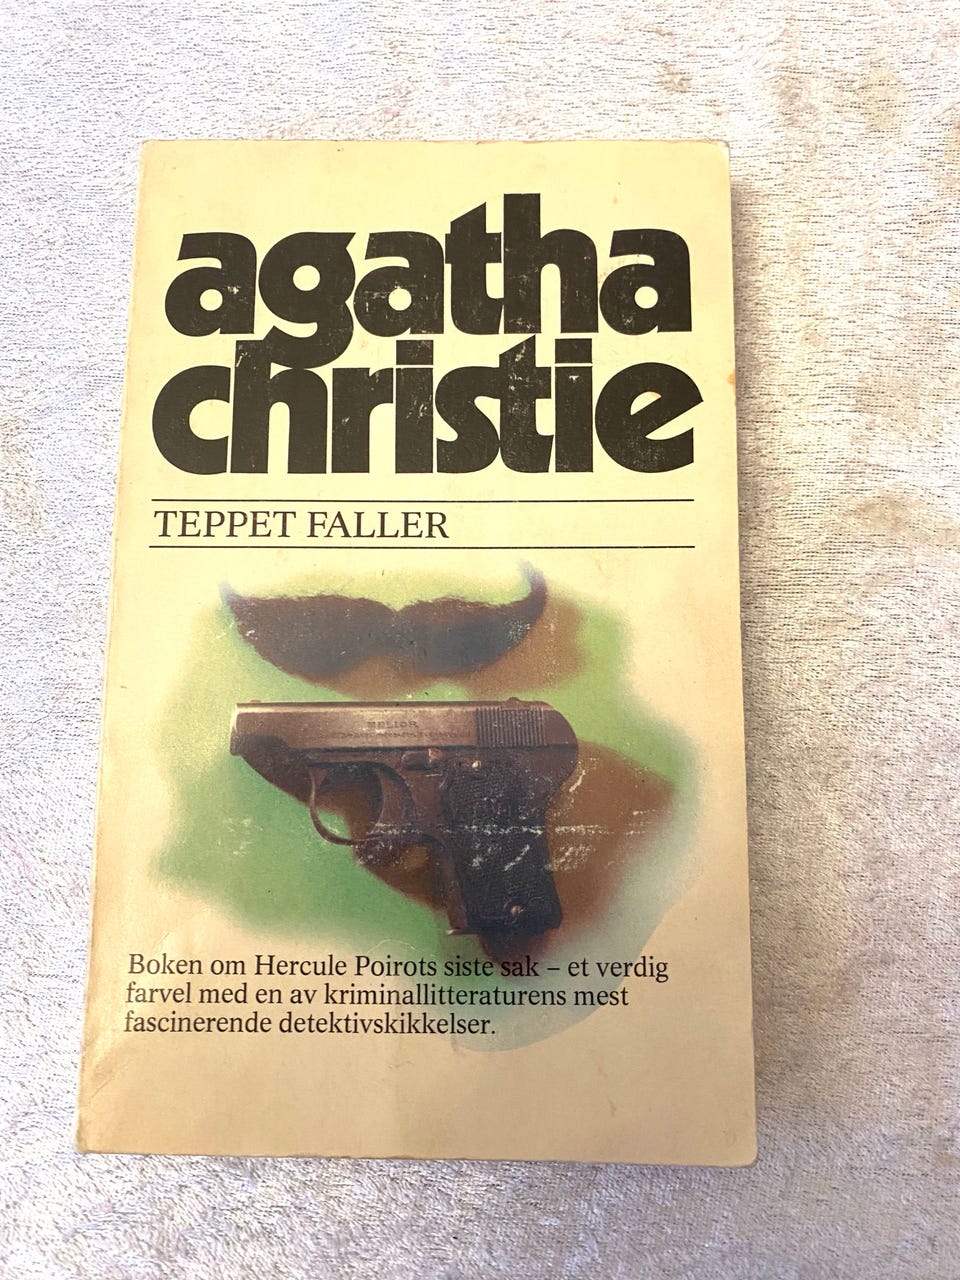 agatha
christie
TEPPET FALLER
MELIOR
Boken om Hercule Poirots siste sak – et verdig
farvel med en av kriminallitteraturens mest
fascinerende detektivskikkelser.